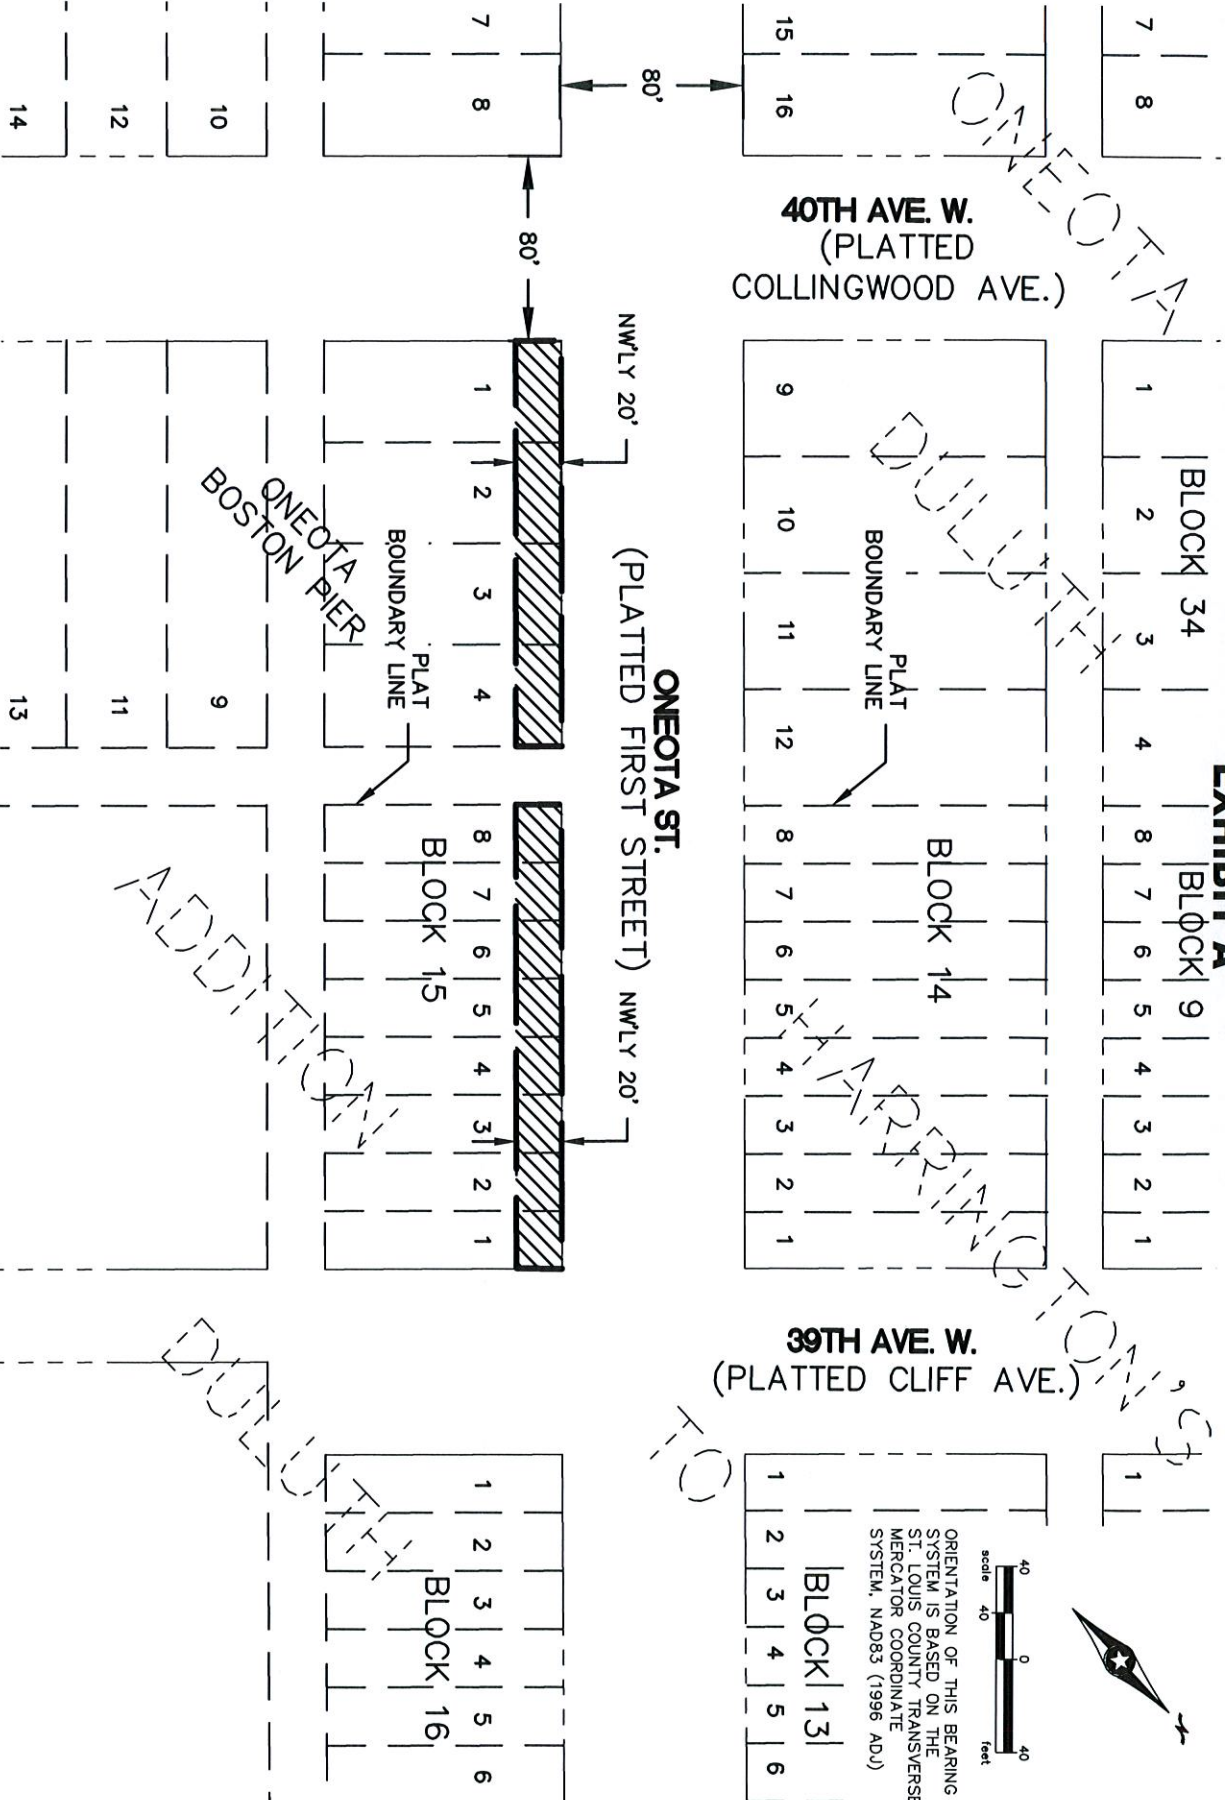 EXHIBIT A
7
8
15
16
7
8
80'
80'
10
12
14
ONEOTA
40TH AVE. W.
(PLATTED
COLLINGWOOD AVE.)
NW'LY 20'
1
2
3
4
9
10
11
12
1
2
3
4
BLOCK 34
DULUTH
PLAT
BOUNDARY LINE
PLAT
BOUNDARY LINE
ONEOTA
BOSTON PIER
9
11
13
ONEOTA ST.
(PLATTED FIRST STREET)
NW'LY 20'
8
7
6
5
4
3
2
1
BLOCK 9
8
7
6
5
4
3
2
1
BLOCK 14
8
7
6
5
4
3
2
1
BLOCK 15
HARRINGTON'S
ADDITION
39TH AVE. W.
(PLATTED CLIFF AVE.)
TO
DULUTH
1
1
2
3
4
5
6
BLOCK 13
1
2
3
4
5
6
BLOCK 16
N
40
40
0
40
scale
feet
ORIENTATION OF THIS BEARING
SYSTEM IS BASED ON THE
ST. LOUIS COUNTY TRANSVERSE
MERCATOR COORDINATE
SYSTEM, NAD83 (1996 ADJ)